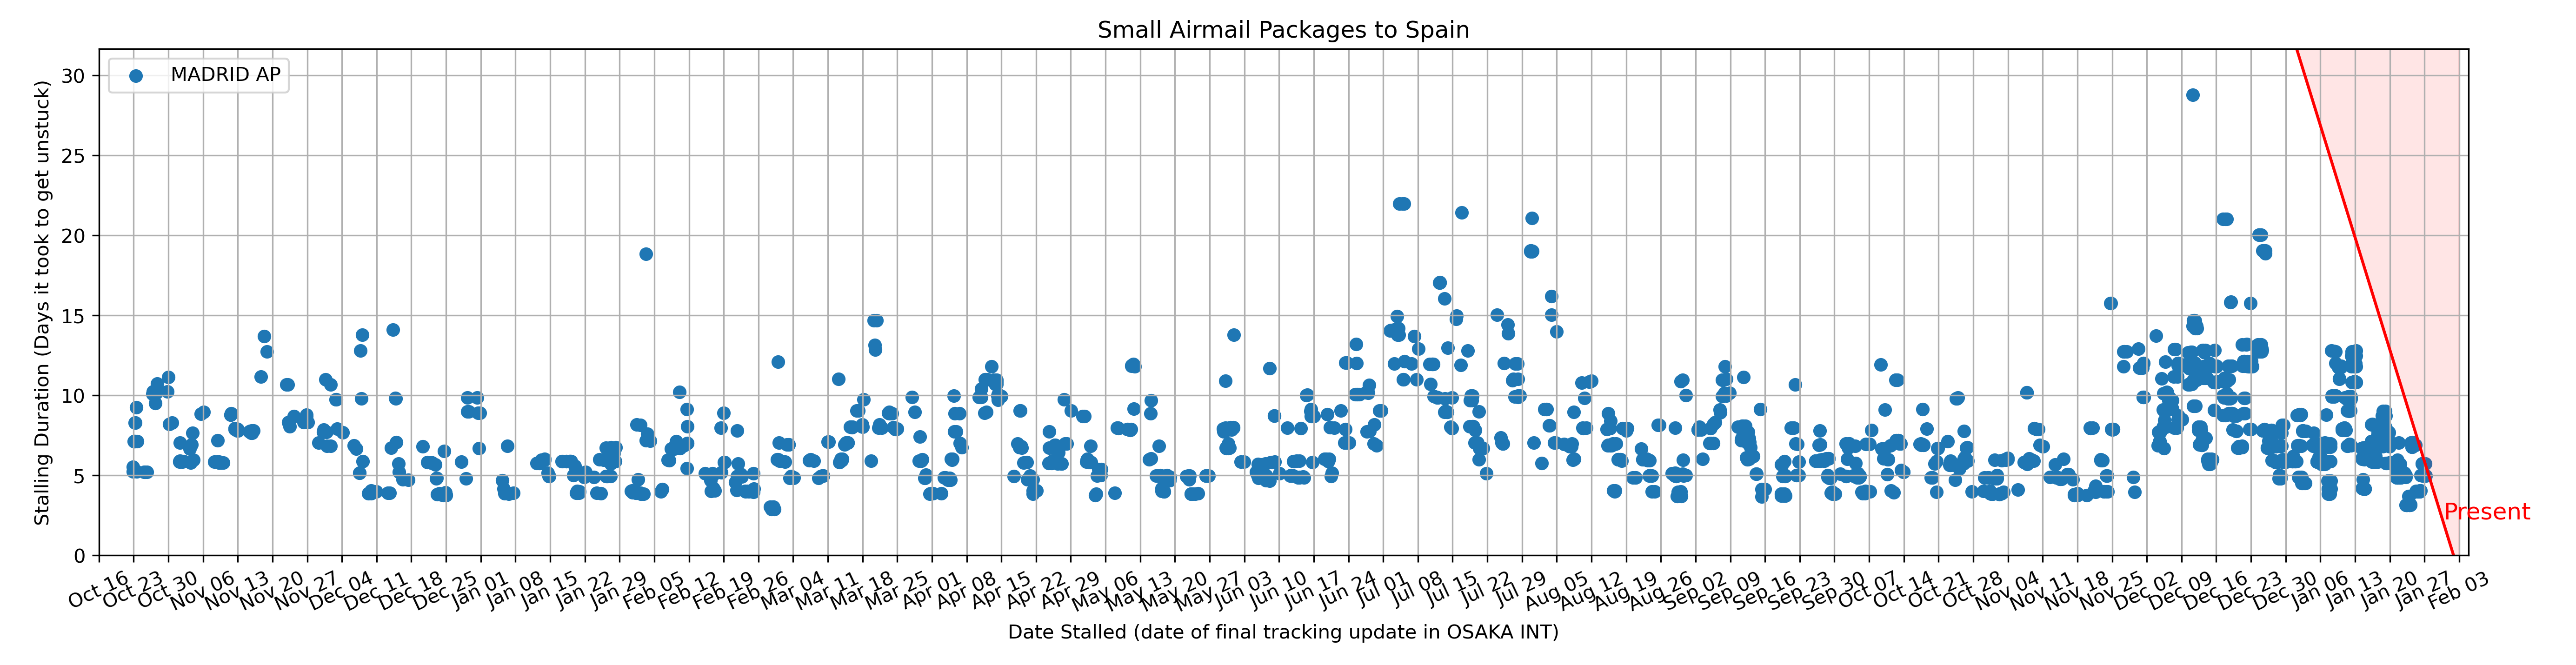 Small Airmail Packages to Spain
MADRID AP
Stalling Duration (Days it took to get unstuck)
30
25
20
15
10
5
0
Present
Oct 16
Oct 23
Oct 30
Nov 06
Nov 13
Nov 20
Nov 27
Dec 04
Dec 11
Dec 18
Dec 25
Jan 01
Jan 08
Jan 15
Jan 22
Jan 29
Feb 05
Feb 12
Feb 19
Feb 26
Mar 04
Mar 11
Mar 18
Mar 25
Apr 01
Apr 08
Apr 15
Apr 22
Apr 29
May 06
May 13
May 20
May 27
Jun 03
Jun 10
Jun 17
Jun 24
Jul 01
Jul 08
Jul 15
Jul 22
Jul 29
Aug 05
Aug 12
Aug 19
Aug 26
Sep 02
Sep 09
Sep 16
Sep 23
Sep 30
Oct 07
Oct 14
Oct 21
Oct 28
Nov 04
Nov 11
Nov 18
Nov 25
Dec 02
Dec 09
Dec 16
Dec 23
Dec 30
Jan 06
Jan 13
Jan 20
Jan 27
Feb 03
Date Stalled (date of final tracking update in OSAKA INT)